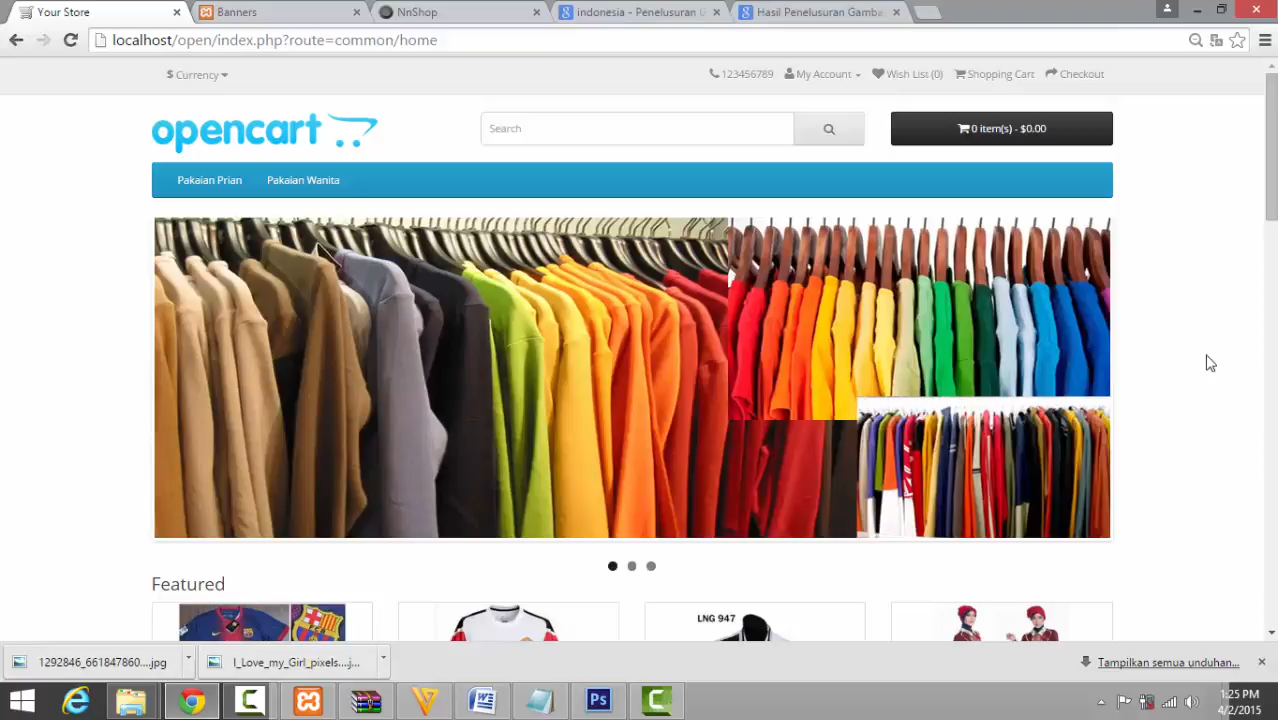 Your Store
Banners
NnShop
indonesia - Penelusuran G
Hasil Penelusuran Gamba
localhost/open/index.php?route=common/home
$ Currency
123456789
My Account
Wish List (0)
Shopping Cart
Checkout
opencart
Search
0 item(s) - $0.00
Pakaian Prian
Pakaian Wanita
Featured
LNG 947
1292846_661847860....jpg
I_Love_my_Girl_pixels....j...
Tampilkan semua unduhan...
1:25 PM
4/2/2015